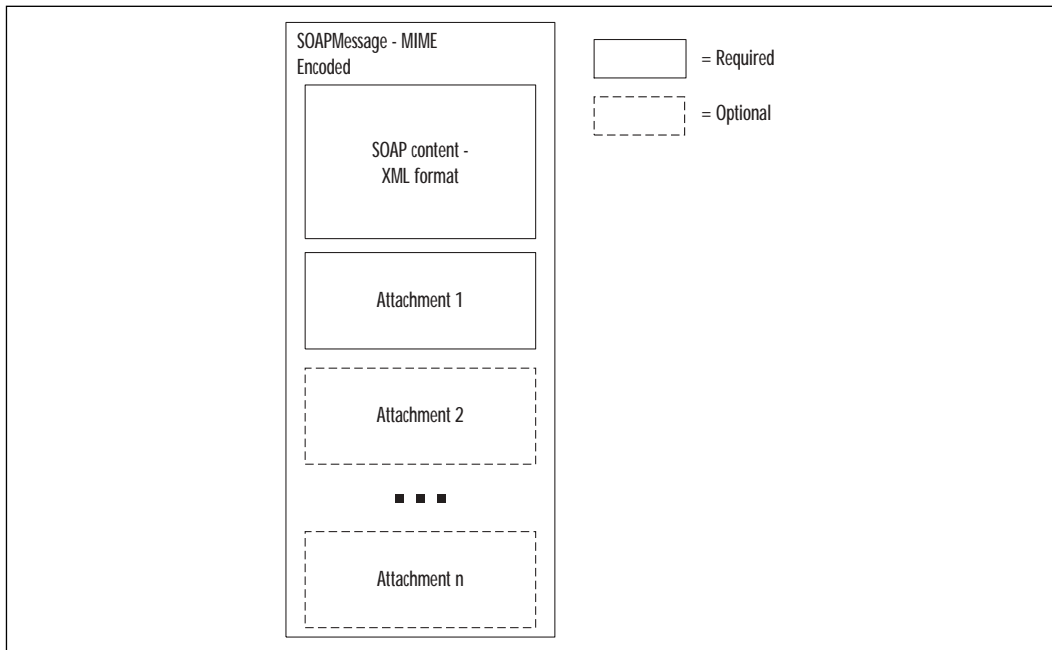 SOAPMessage - MIME
Encoded
SOAP content -
XML format
Attachment 1
Attachment 2
Attachment n
= Required
= Optional